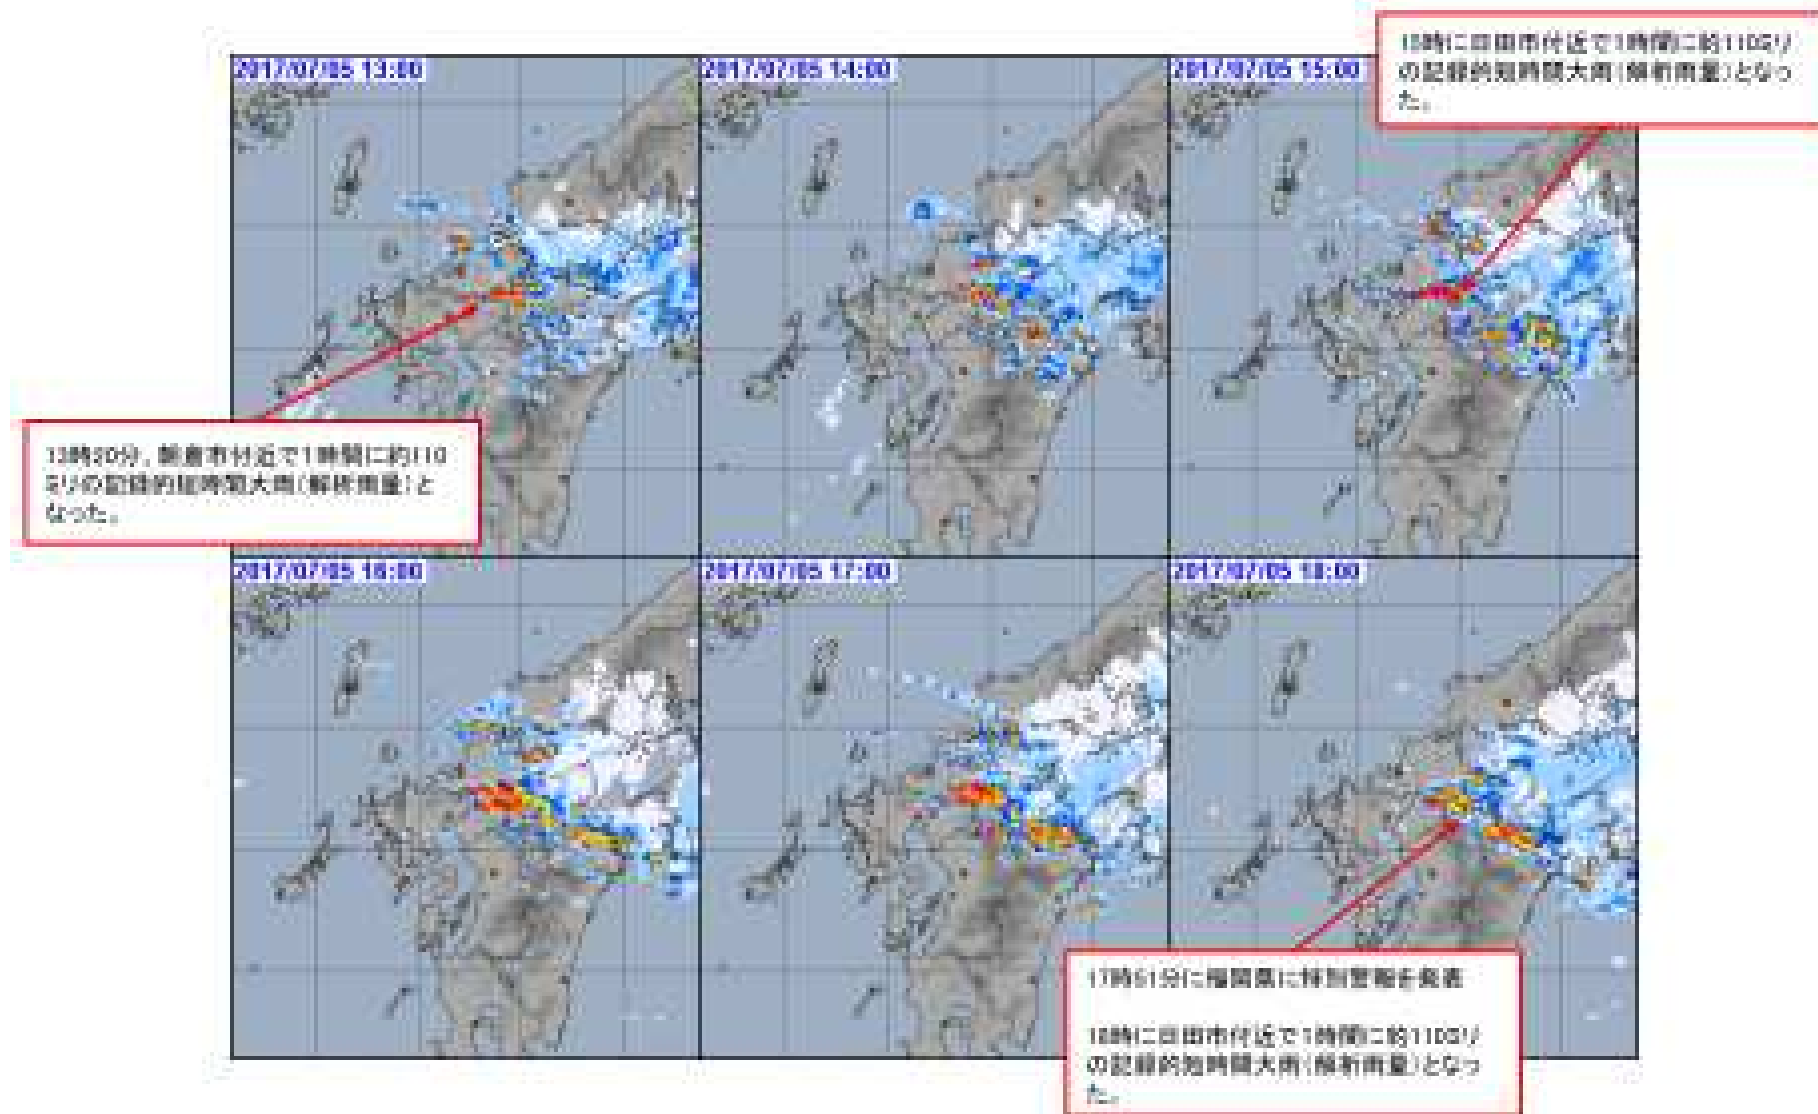 2017/07/05 13:00
2017/07/05 14:00
2017/07/05 15:00
15時に日田市付近で1時間に約110ミリ
の記録的短時間大雨(解析雨量)となっ
た。
13時20分、朝倉市付近で1時間に約110
ミリの記録的短時間大雨(解析雨量)と
なった。
2017/07/05 16:00
2017/07/05 17:00
2017/07/05 18:00
17時51分に福岡県に特別警報を発表
18時に日田市付近で1時間に約110ミリ
の記録的短時間大雨(解析雨量)となっ
た。